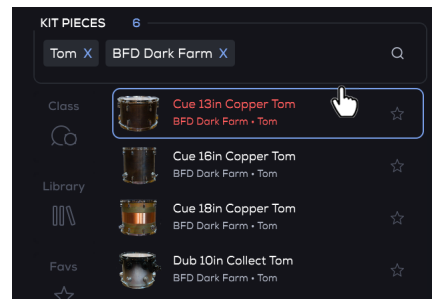 KIT PIECES 6
Tom X BFD Dark Farm X
Class
Cue 13in Copper Tom
BFD Dark Farm • Tom
Cue 16in Copper Tom
BFD Dark Farm • Tom
Library
Cue 18in Copper Tom
BFD Dark Farm • Tom
Favs
Dub 10in Collect Tom
BFD Dark Farm • Tom